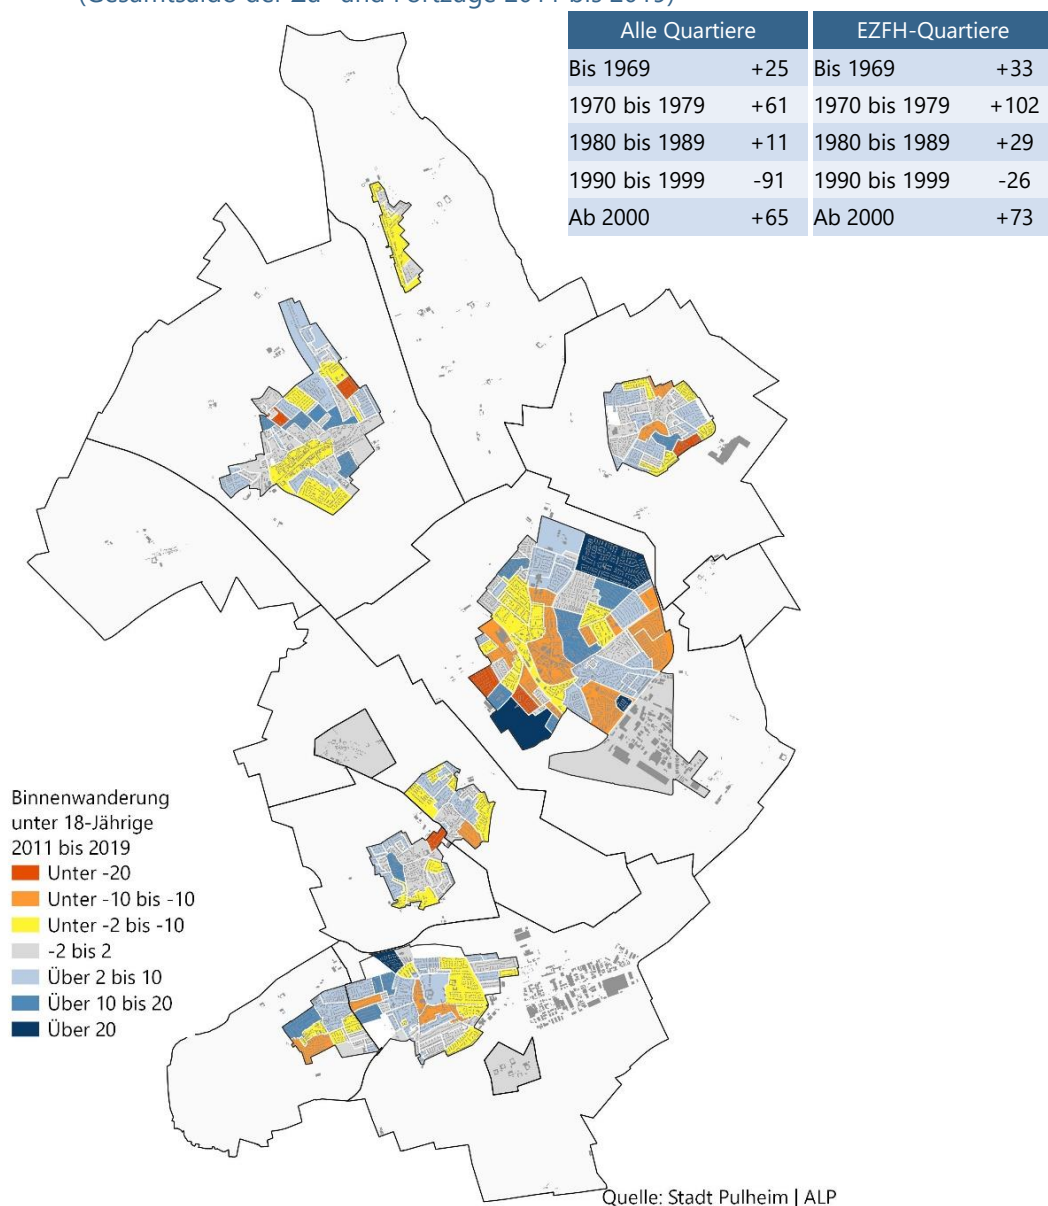 (Gesamtsaldo der Zu- und Fortzüge 2011 bis 2019)
Alle Quartiere EZFH-Quartiere
Bis 1969 +25 Bis 1969 +33
1970 bis 1979 +61 1970 bis 1979 +102
1980 bis 1989 +11 1980 bis 1989 +29
1990 bis 1999 -91 1990 bis 1999 -26
Ab 2000 +65 Ab 2000 +73
Binnenwanderung
unter 18-Jährige
2011 bis 2019
Unter -20
Unter -10 bis -10
Unter -2 bis -10
-2 bis 2
Über 2 bis 10
Über 10 bis 20
Über 20
Quelle: Stadt Pulheim | ALP